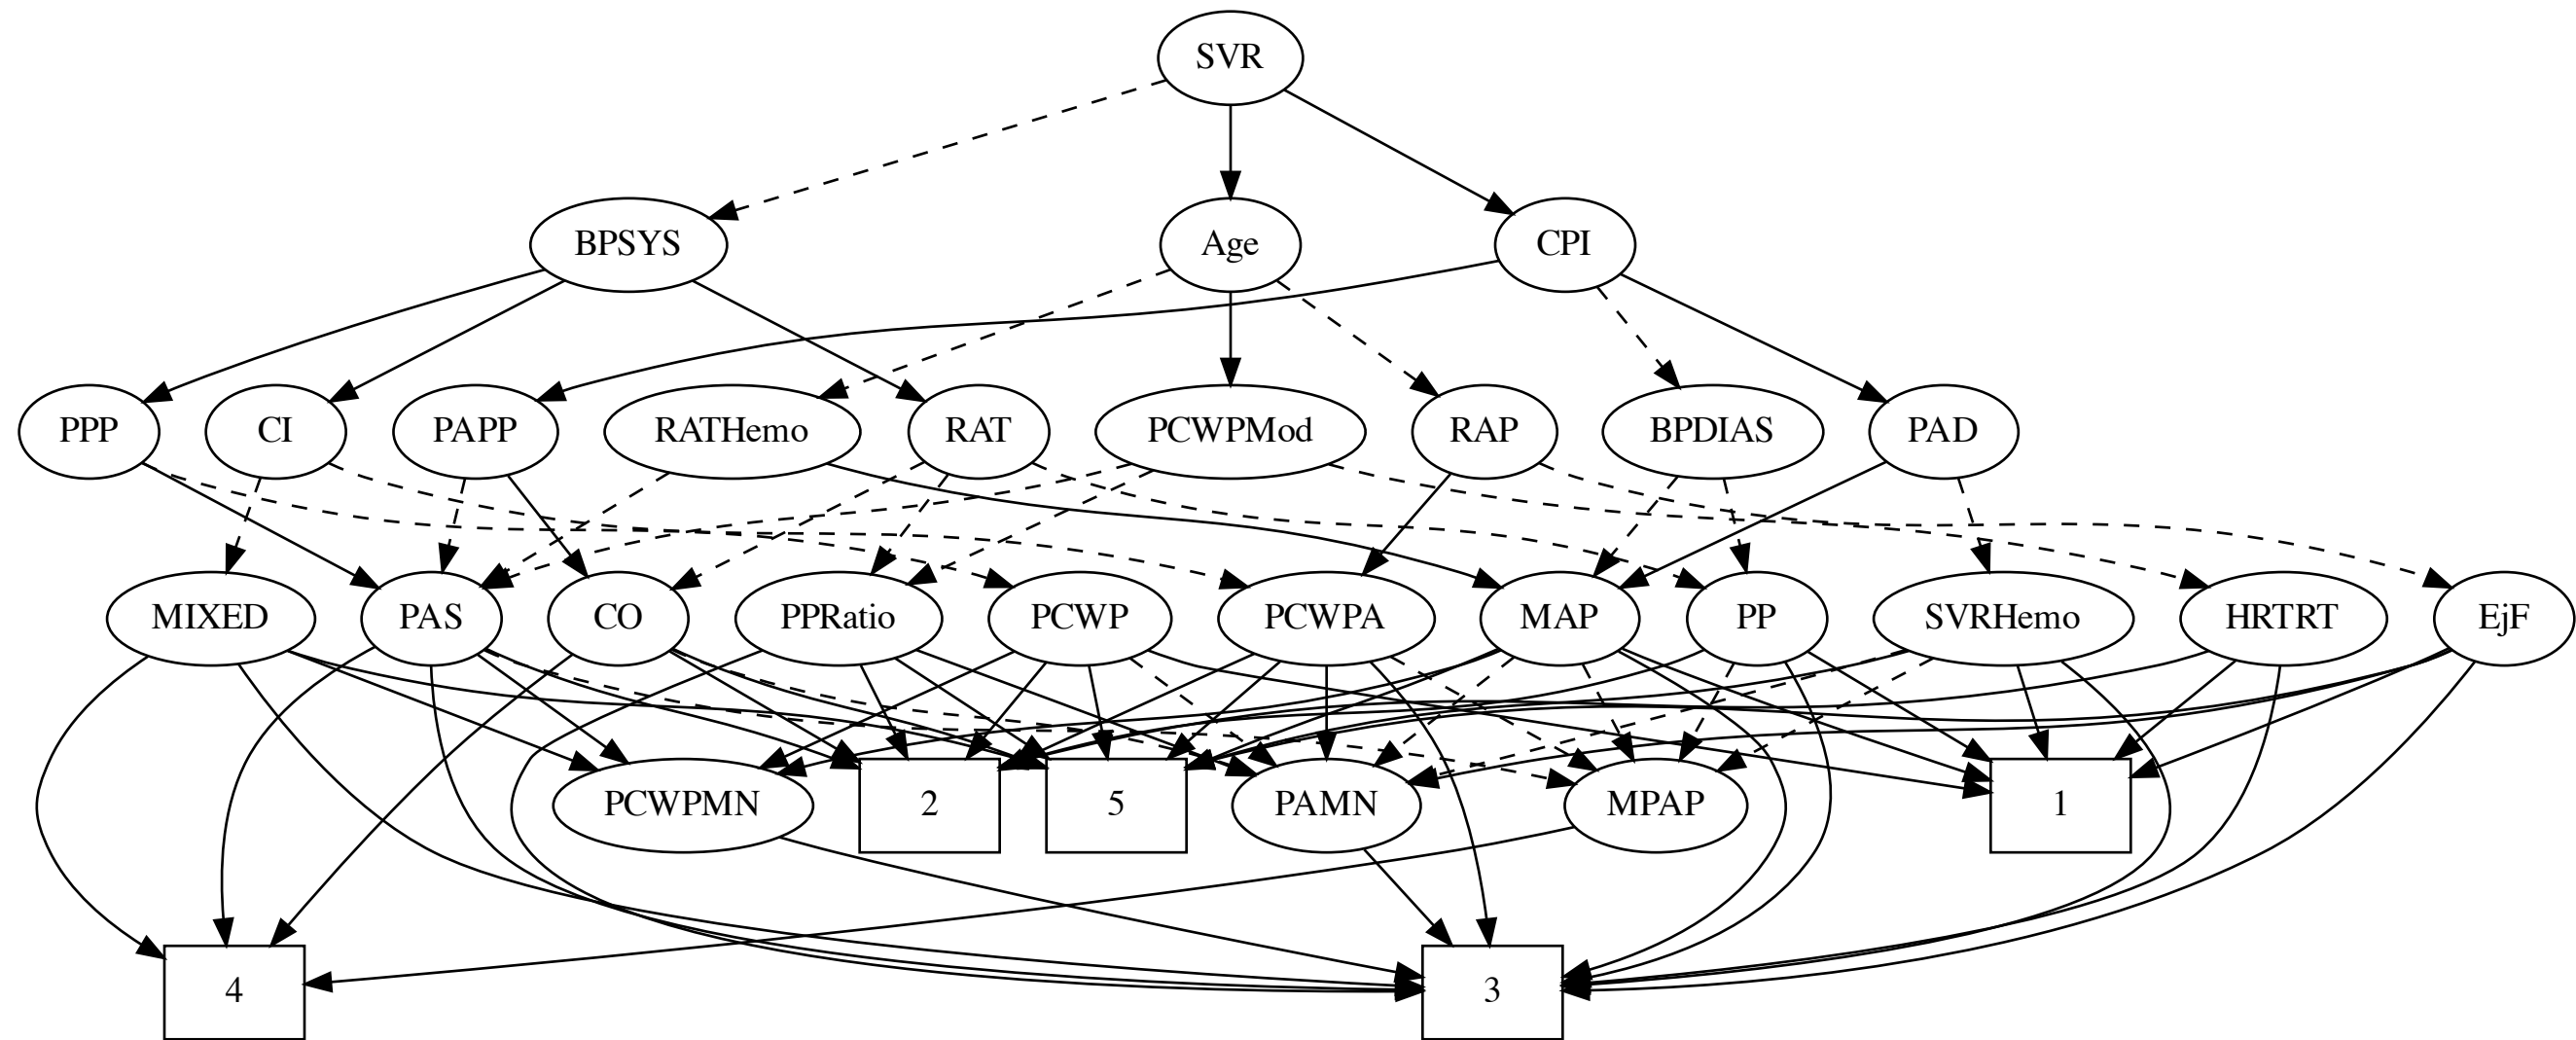 SVR
BPSYS
Age
CPI
PPP
CI
PAPP
RATHemo
RAT
PCWPMod
RAP
BPDIAS
PAD
MIXED
PAS
CO
PPRatio
PCWP
PCWPA
MAP
PP
SVRHemo
HRTRT
EjF
PCWPMN
2
5
PAMN
MPAP
1
4
3